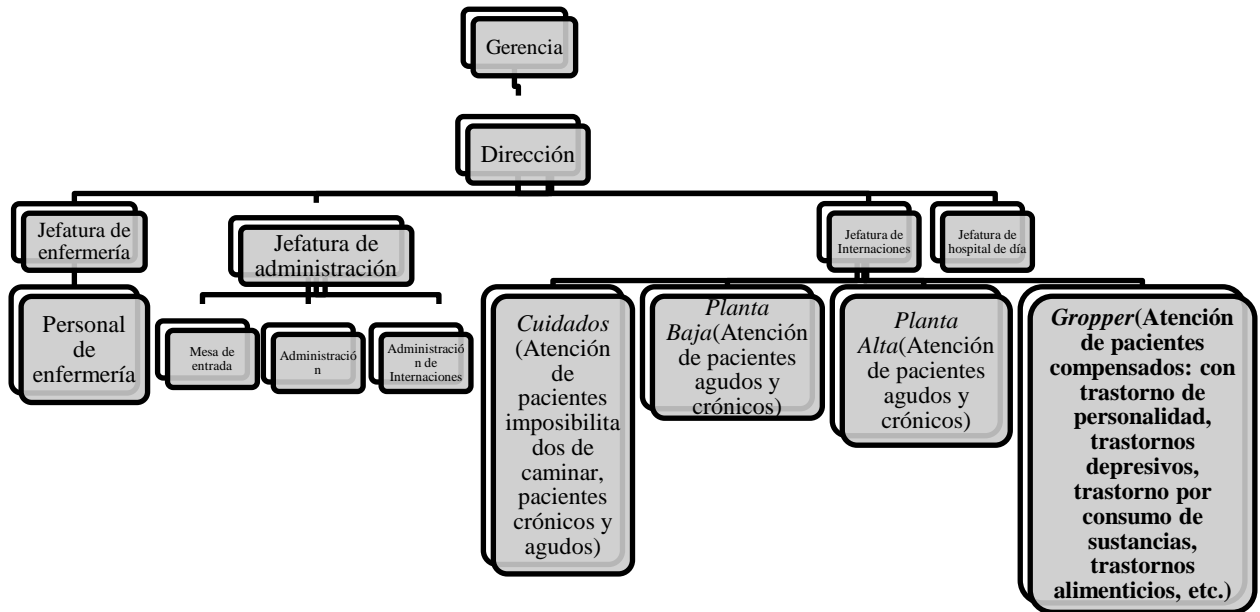 Gerencia
Dirección
Jefatura de
enfermería
Jefatura de
administración
Jefatura de
Internaciones
Jefatura de
hospital de día
Personal
de
enfermería
Mesa de
entrada
Administració
n
Administració
n de
Internaciones
Cuidados
(Atención
de
pacientes
imposibilita
dos de
caminar,
pacientes
crónicos y
agudos)
Planta
Baja(Atención
de pacientes
agudos y
crónicos)
Planta
Alta(Atención
de pacientes
agudos y
crónicos)
Gropper(Atención
de pacientes
compensados: con
trastorno de
personalidad,
trastornos
depresivos,
trastorno por
consumo de
sustancias,
trastornos
alimenticios, etc.)